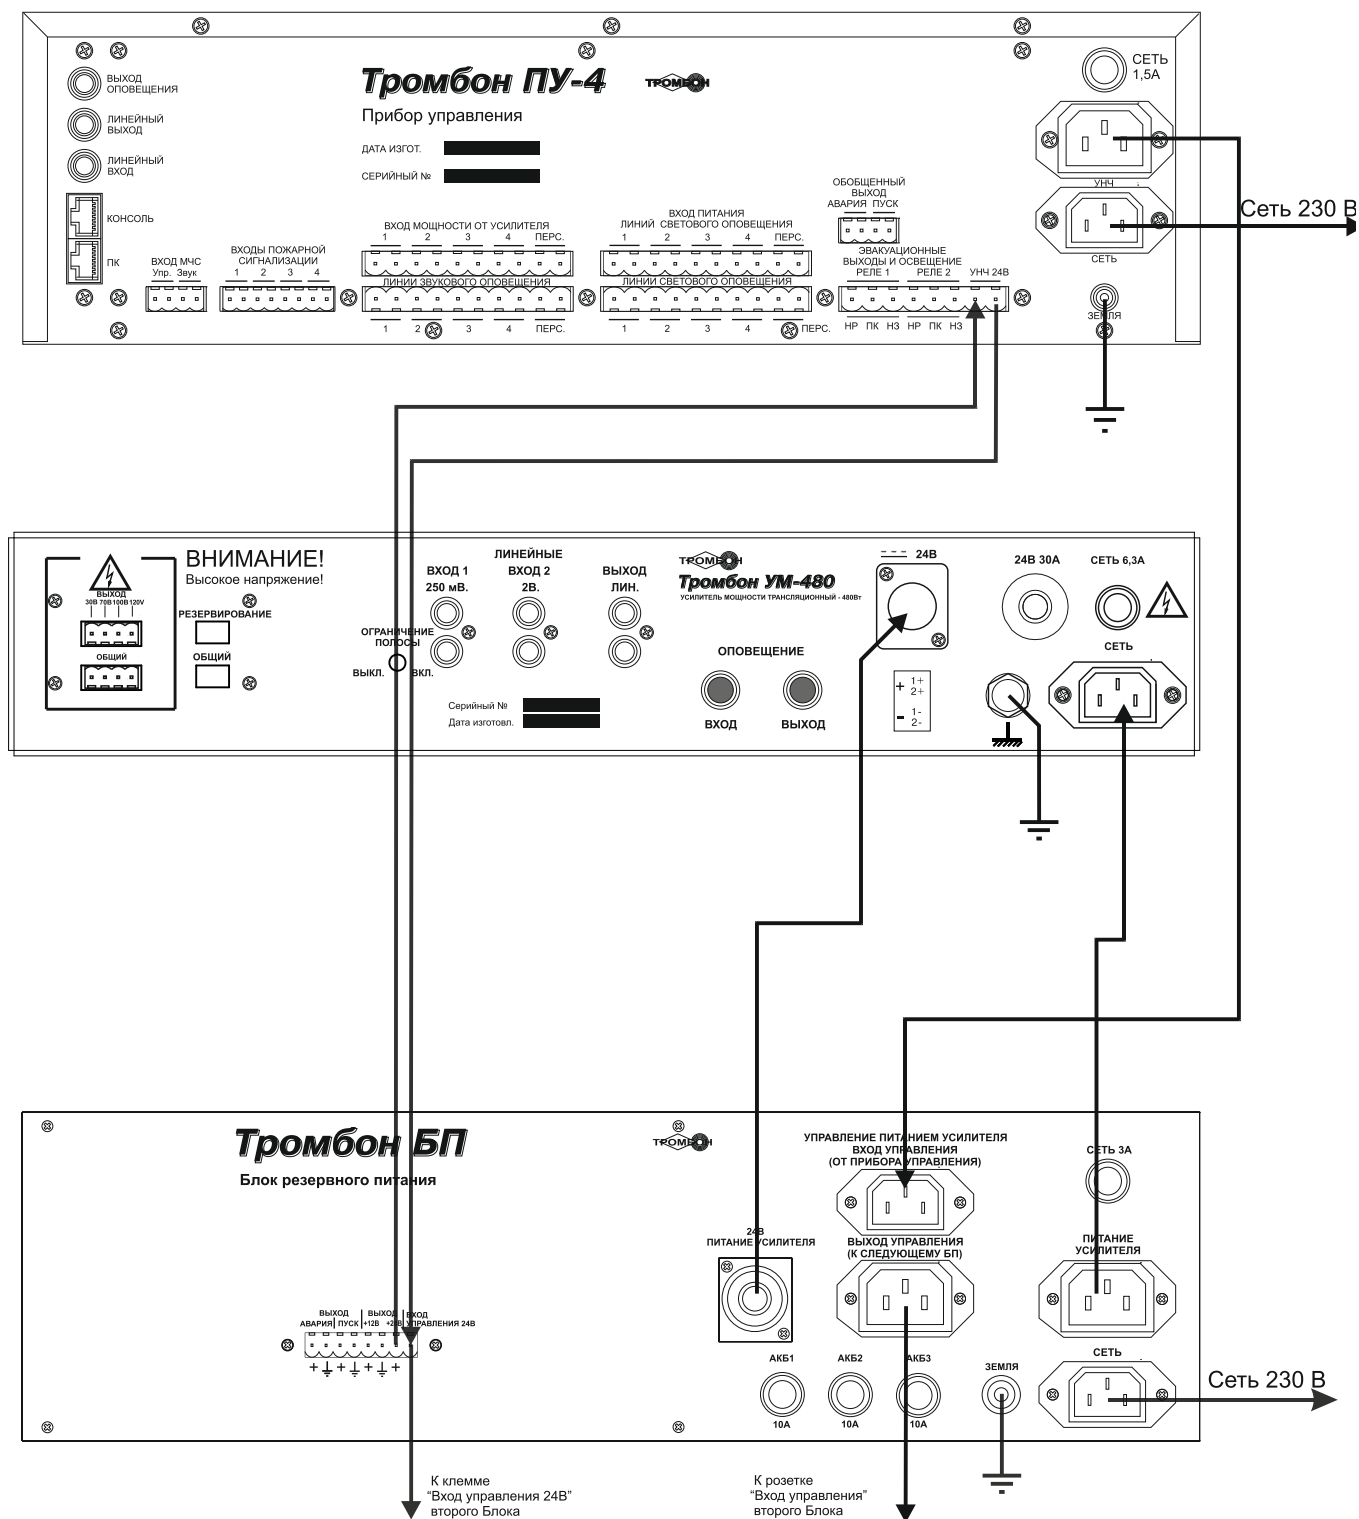 ВЫХОД
ОПОВЕЩЕНИЯ
ЛИНЕЙНЫЙ
ВЫХОД
ЛИНЕЙНЫЙ
ВХОД
КОНСОЛЬ
ПК
Тромбон ПУ-4
ТРОМБОН
Прибор управления
ДАТА ИЗГОТ.
СЕРИЙНЫЙ №
СЕТЬ
1,5А
УНЧ
СЕТЬ
Сеть 230 В
ЗЕМЛЯ
ВХОД МЧС
Упр. Звук
ВХОДЫ ПОЖАРНОЙ
СИГНАЛИЗАЦИИ
1 2 3 4
ВХОД МОЩНОСТИ ОТ УСИЛИТЕЛЯ
1 2 3 4 ПЕРС.
ЛИНИИ ЗВУКОВОГО ОПОВЕЩЕНИЯ
1 2 3 4 ПЕРС.
ВХОД ПИТАНИЯ
ЛИНИЙ СВЕТОВОГО ОПОВЕЩЕНИЯ
1 2 3 4 ПЕРС.
ЛИНИИ СВЕТОВОГО ОПОВЕЩЕНИЯ
1 2 3 4 ПЕРС.
ОБОБЩЕННЫЙ
ВЫХОД
АВАРИЯ ПУСК
ЭВАКУАЦИОННЫЕ
ВЫХОДЫ И ОСВЕЩЕНИЕ
РЕЛЕ 1 РЕЛЕ 2 УНЧ 24В
НР ПК НЗ НР ПК НЗ
ВНИМАНИЕ!
Высокое напряжение!
ВЫХОД
30В 70В 100В 120V
ОБЩИЙ
РЕЗЕРВИРОВАНИЕ
ОБЩИЙ
ОГРАНИЧЕНИЕ
ПОЛОСЫ
ВЫКЛ. ВКЛ.
ЛИНЕЙНЫЕ
ВХОД 1 ВХОД 2 ВЫХОД
250 мВ. 2В. ЛИН.
Серийный №
Дата изготовл.
ТРОМБОН
Тромбон УМ-480
УСИЛИТЕЛЬ МОЩНОСТИ ТРАНСЛЯЦИОННЫЙ - 480Вт
ОПОВЕЩЕНИЕ
ВХОД ВЫХОД
24В
+ 1+
2+
- 1-
2-
24В 30А
СЕТЬ 6,3А
СЕТЬ
Тромбон БП
ТРОМБОН
Блок резервного питания
ВЫХОД ВЫХОД ВХОД
АВАРИЯ ПУСК +12В +24В УПРАВЛЕНИЯ 24В
+ + + +
24В
ПИТАНИЕ УСИЛИТЕЛЯ
УПРАВЛЕНИЕ ПИТАНИЕМ УСИЛИТЕЛЯ
ВХОД УПРАВЛЕНИЯ
(ОТ ПРИБОРА УПРАВЛЕНИЯ)
ВЫХОД УПРАВЛЕНИЯ
(К СЛЕДУЮЩЕМУ БП)
СЕТЬ 3А
ПИТАНИЕ
УСИЛИТЕЛЯ
АКБ1 АКБ2 АКБ3
10А 10А 10А
ЗЕМЛЯ
СЕТЬ
Сеть 230 В
К клемме
“Вход управления 24В”
второго Блока
К розетке
“Вход управления”
второго Блока